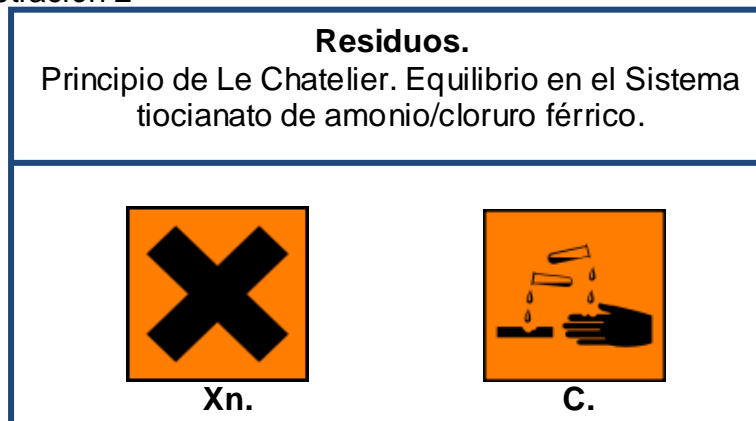 Residuos.
Principio de Le Chatelier. Equilibrio en el Sistema
tiocianato de amonio/cloruro férrico.
Xn.
C.